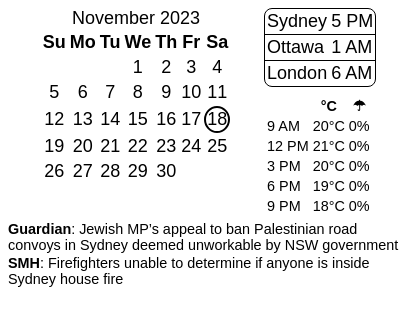 November 2023
Su Mo Tu We Th Fr Sa
1 2 3 4
5 6 7 8 9 10 11
12 13 14 15 16 17 18
19 20 21 22 23 24 25
26 27 28 29 30
Sydney 5 PM
Ottawa 1 AM
London 6 AM
°C ☂
9 AM 20°C 0%
12 PM 21°C 0%
3 PM 20°C 0%
6 PM 19°C 0%
9 PM 18°C 0%
Guardian: Jewish MP’s appeal to ban Palestinian road
convoys in Sydney deemed unworkable by NSW government
SMH: Firefighters unable to determine if anyone is inside
Sydney house fire